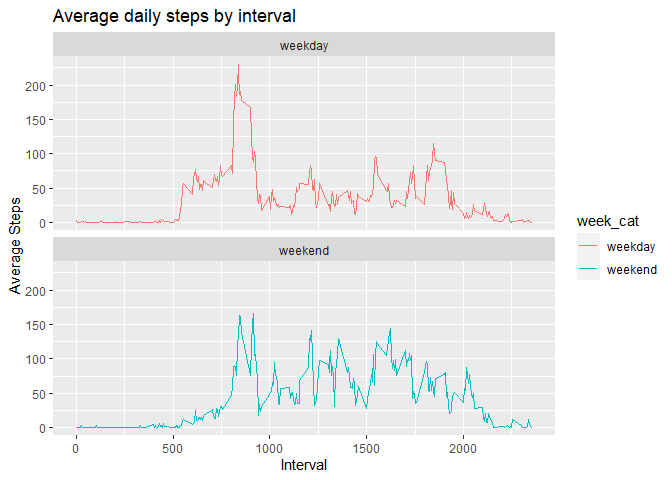 Average daily steps by interval
weekday
200
150
100
50
0
weekend
200
150
100
50
0
0 500 1000 1500 2000
Interval
Average Steps
week_cat
weekday
weekend